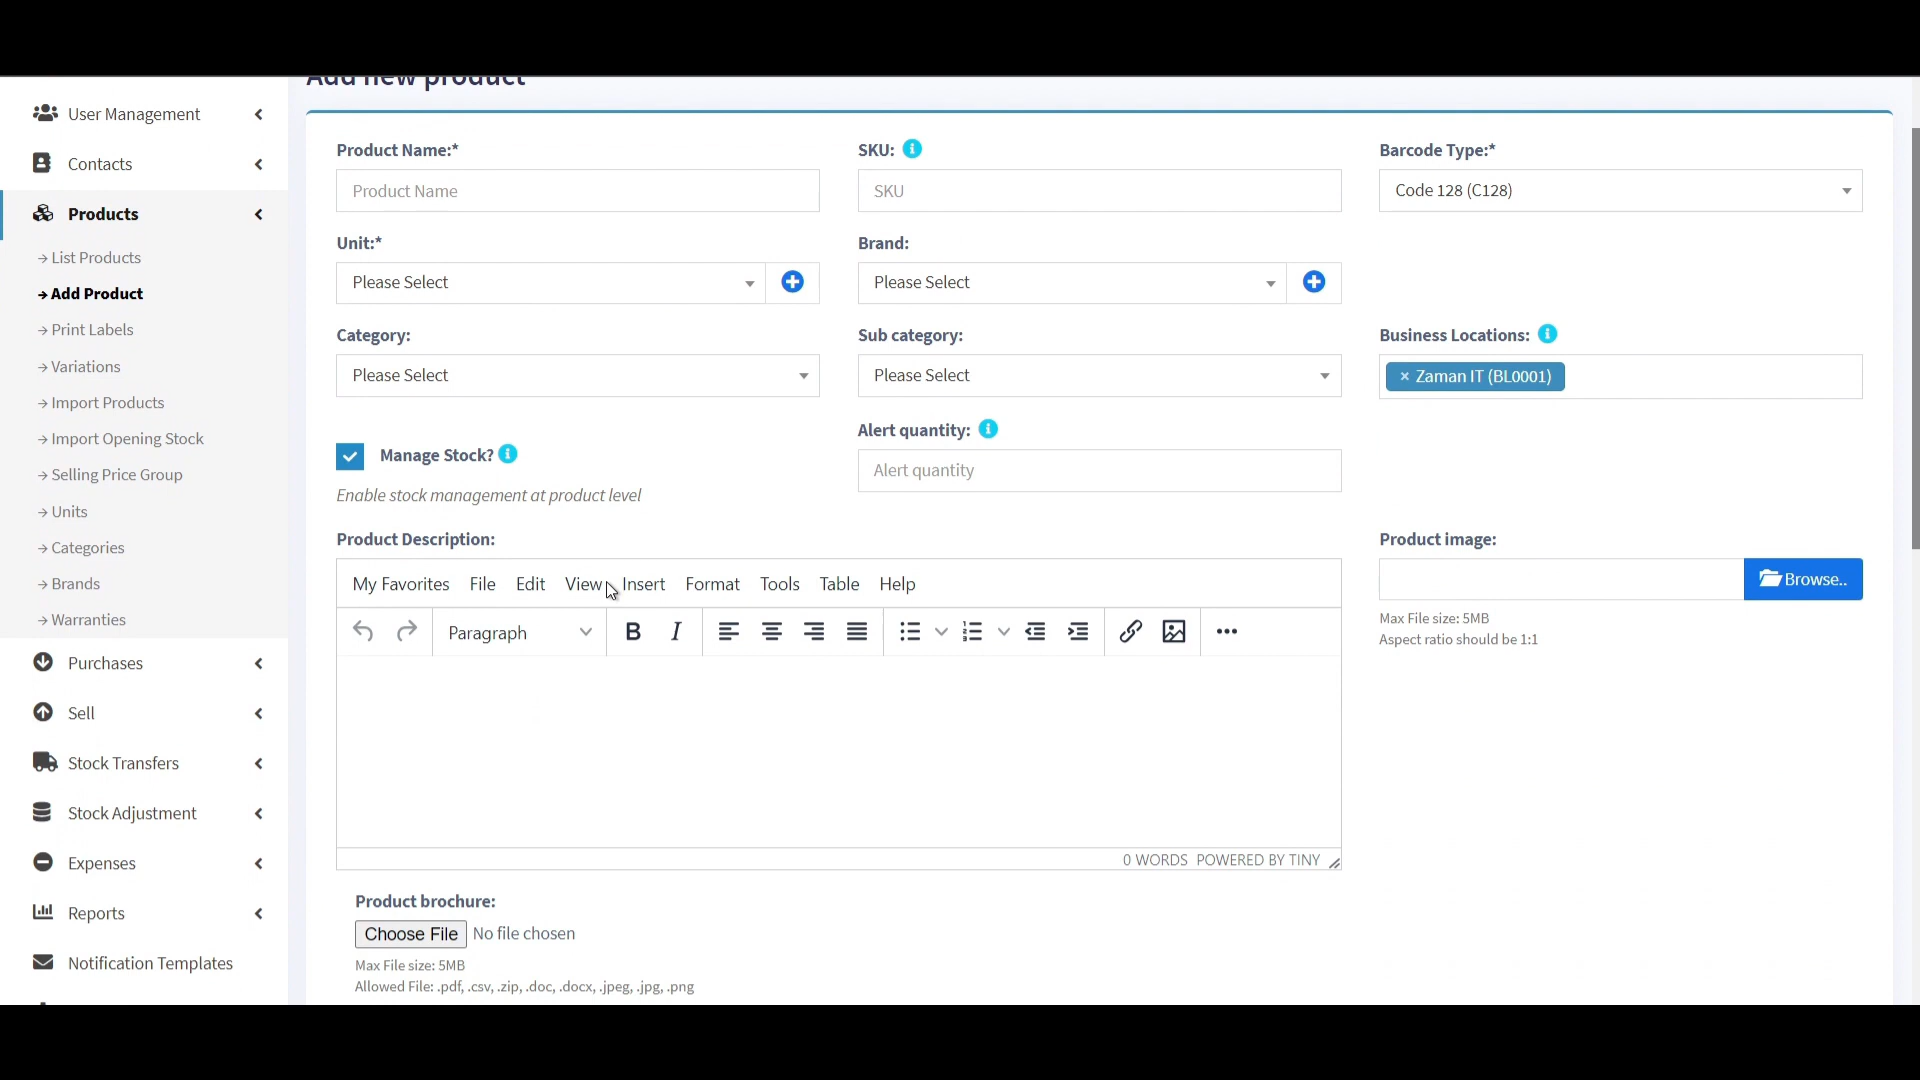 Add new product
User Management
Contacts
Products
List Products
Add Product
Print Labels
Variations
Import Products
Import Opening Stock
Selling Price Group
Units
Categories
Brands
Warranties
Purchases
Sell
Stock Transfers
Stock Adjustment
Expenses
Reports
Notification Templates
Product Name:* SKU: Barcode Type:*
Product Name SKU Code 128 (C128)
Unit:* Brand:
Please Select Please Select
Category: Sub category: Business Locations:
Please Select Please Select × Zaman IT (BL0001)
Alert quantity:
Manage Stock? Alert quantity
Enable stock management at product level
Product Description: Product image:
My Favorites File Edit View Insert Format Tools Table Help Browse..
Paragraph B I
Max File size: 5MB
Aspect ratio should be 1:1
0 WORDS POWERED BY TINY
Product brochure:
Choose File No file chosen
Max File size: 5MB
Allowed File: .pdf, .csv, .zip, .doc, .docx, .jpeg, .jpg, .png